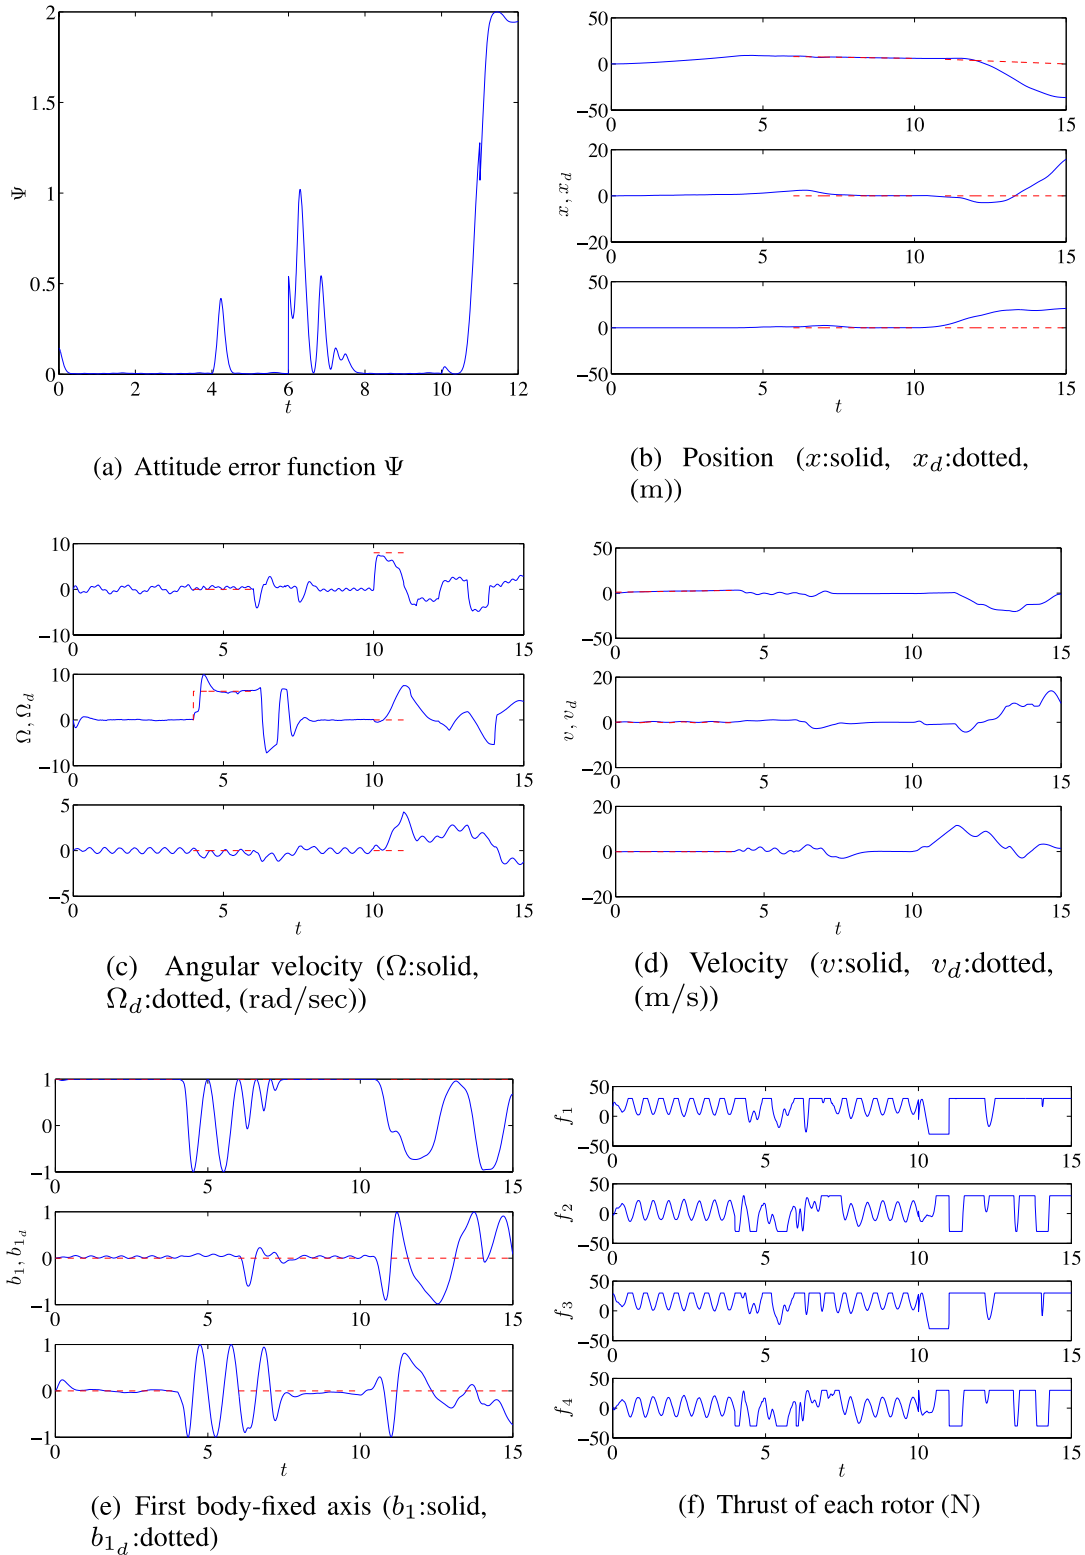 2
1.5
1
0.5
0
0 2 4 6 8 10 12
Ψ
t
(a) Attitude error function Ψ
50
0
−50
0 5 10 15
20
0
−20
0 5 10 15
50
0
−50
0 5 10 15
x, x_d
t
(b) Position (x:solid, x_d:dotted,
(m))
10
0
−10
0 5 10 15
10
0
−10
0 5 10 15
5
0
−5
0 5 10 15
Ω, Ω_d
t
(c) Angular velocity (Ω:solid,
Ω_d:dotted, (rad/sec))
50
0
−50
0 5 10 15
20
0
−20
0 5 10 15
20
0
−20
0 5 10 15
v, v_d
t
(d) Velocity (v:solid, v_d:dotted,
(m/s))
1
0
−1
0 5 10 15
1
0
−1
0 5 10 15
1
0
−1
0 5 10 15
b_1, b_{1_d}
t
(e) First body-fixed axis (b_1:solid,
b_{1_d}:dotted)
50
0
−50
0 5 10 15
f_1
50
0
−50
0 5 10 15
f_2
50
0
−50
0 5 10 15
f_3
50
0
−50
0 5 10 15
f_4
t
(f) Thrust of each rotor (N)